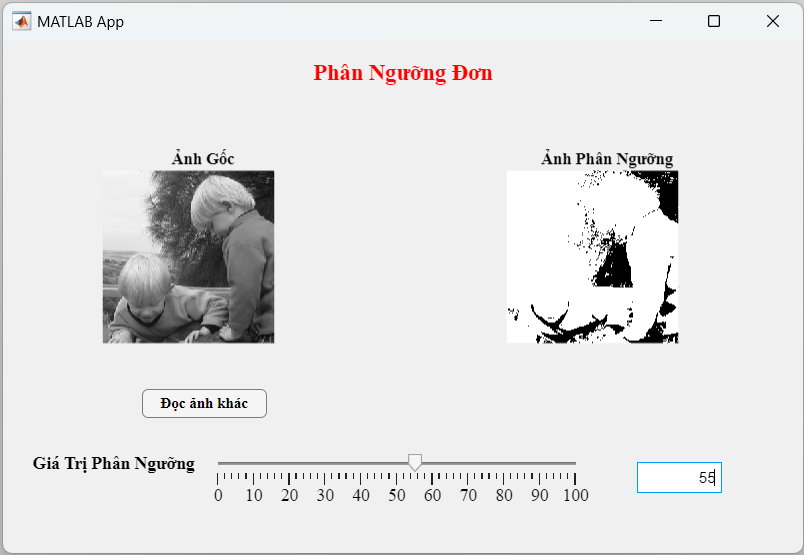 MATLAB App
Phân Ngưỡng Đơn
Ảnh Gốc
Ảnh Phân Ngưỡng
Đọc ảnh khác
Giá Trị Phân Ngưỡng
0 10 20 30 40 50 60 70 80 90 100
55